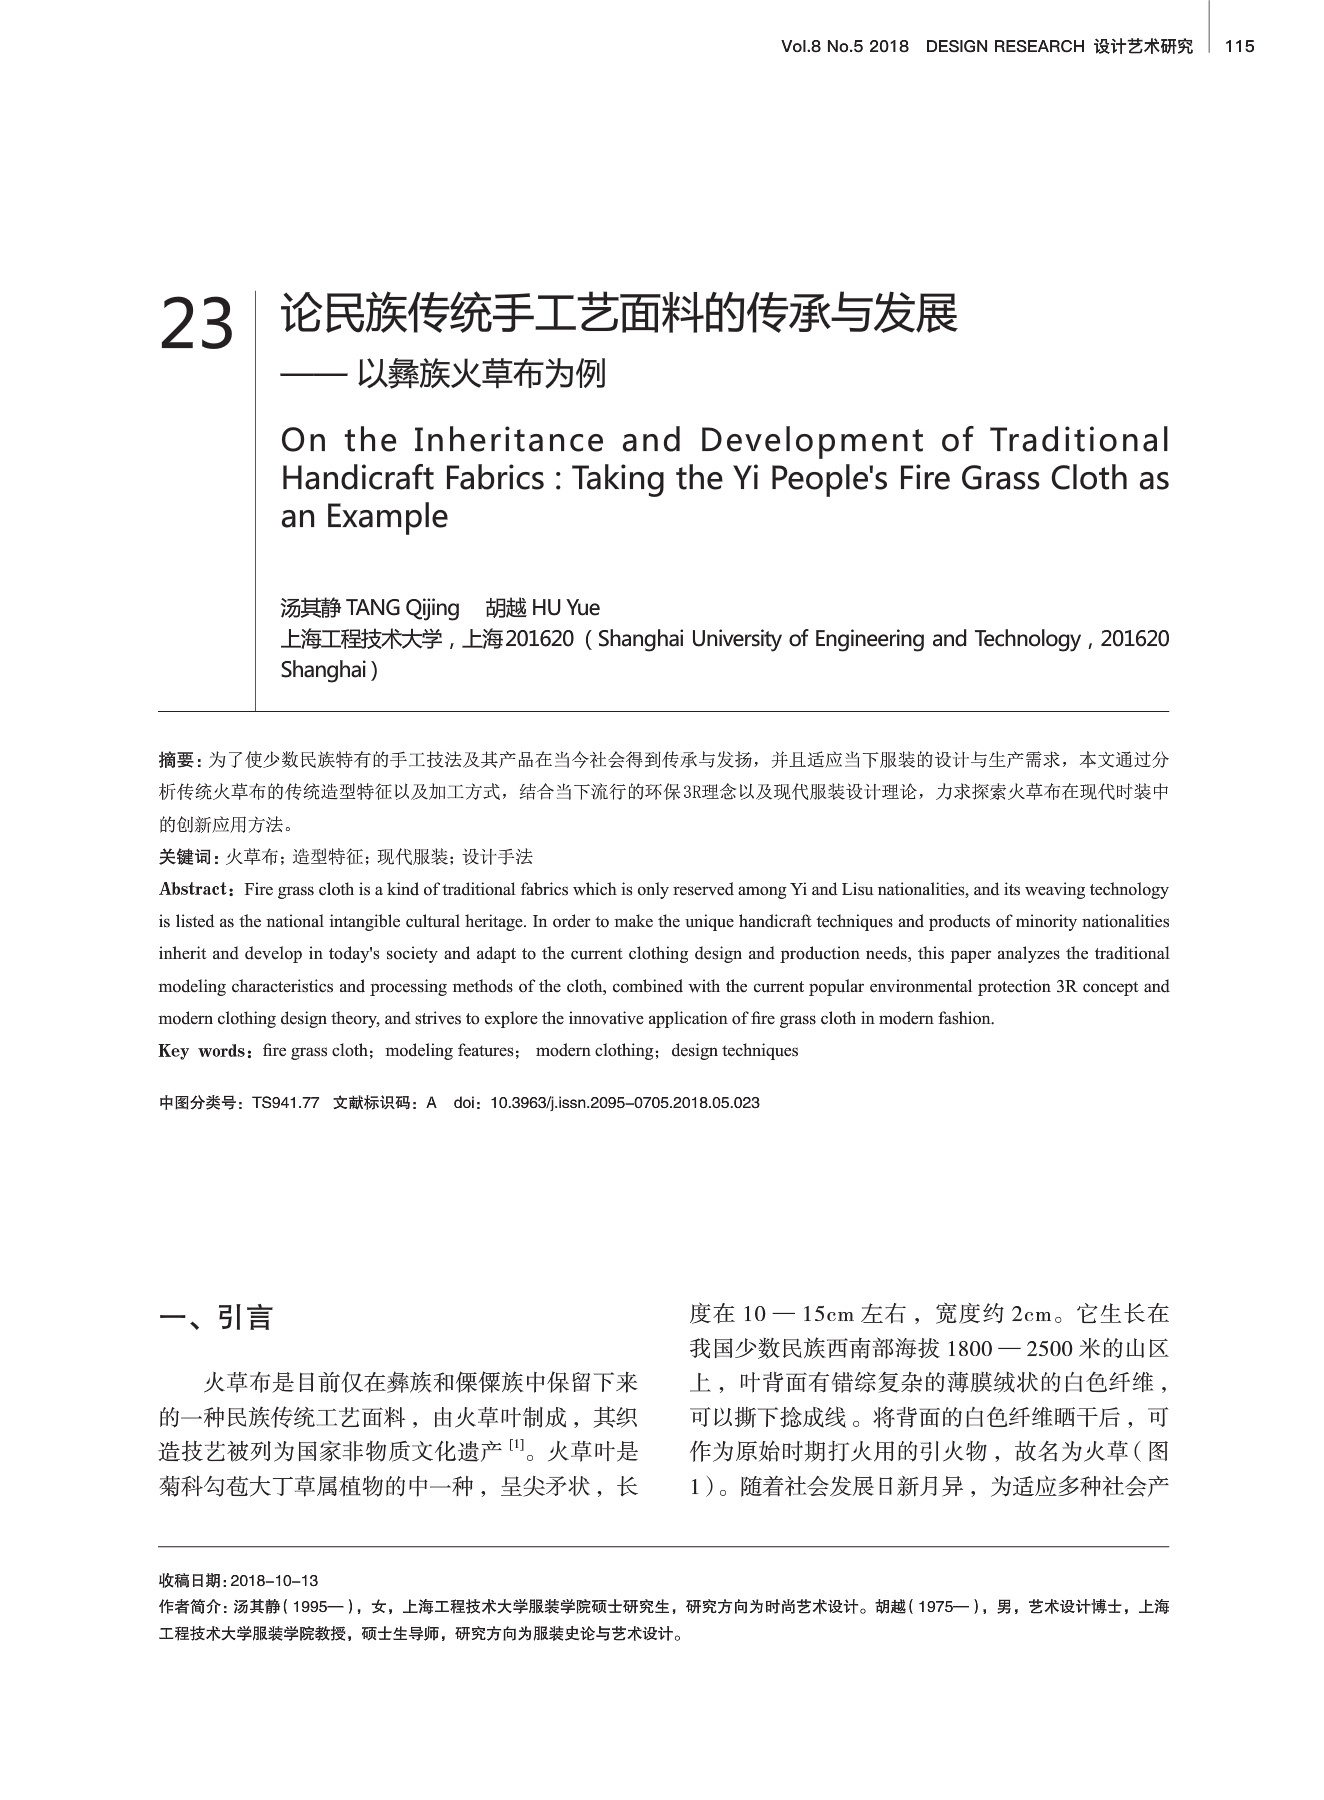 Vol.8 No.5 2018 DESIGN RESEARCH 设计艺术研究 115
23
论民族传统手工艺面料的传承与发展
—— 以彝族火草布为例
On the Inheritance and Development of Traditional
Handicraft Fabrics : Taking the Yi People's Fire Grass Cloth as
an Example
汤其静 TANG Qijing 胡越 HU Yue
上海工程技术大学，上海201620（Shanghai University of Engineering and Technology，201620
Shanghai）
摘要：为了使少数民族特有的手工技法及其产品在当今社会得到传承与发扬，并且适应当下服装的设计与生产需求，本文通过分
析传统火草布的传统造型特征以及加工方式，结合当下流行的环保3R理念以及现代服装设计理论，力求探索火草布在现代时装中
的创新应用方法。
关键词：火草布；造型特征；现代服装；设计手法
Abstract：Fire grass cloth is a kind of traditional fabrics which is only reserved among Yi and Lisu nationalities, and its weaving technology
is listed as the national intangible cultural heritage. In order to make the unique handicraft techniques and products of minority nationalities
inherit and develop in today's society and adapt to the current clothing design and production needs, this paper analyzes the traditional
modeling characteristics and processing methods of the cloth, combined with the current popular environmental protection 3R concept and
modern clothing design theory, and strives to explore the innovative application of fire grass cloth in modern fashion.
Key words：fire grass cloth；modeling features； modern clothing；design techniques
中图分类号：TS941.77 文献标识码：A doi：10.3963/j.issn.2095-0705.2018.05.023
一、引言
火草布是目前仅在彝族和傈僳族中保留下来
的一种民族传统工艺面料，由火草叶制成，其织
造技艺被列为国家非物质文化遗产[1]。火草叶是
菊科勾苞大丁草属植物的中一种，呈尖矛状，长
度在 10 — 15cm 左右，宽度约 2cm。它生长在
我国少数民族西南部海拔 1800 — 2500 米的山区
上，叶背面有错综复杂的薄膜绒状的白色纤维，
可以撕下捻成线。将背面的白色纤维晒干后，可
作为原始时期打火用的引火物，故名为火草（图
1）。随着社会发展日新月异，为适应多种社会产
收稿日期：2018-10-13
作者简介：汤其静（1995—），女，上海工程技术大学服装学院硕士研究生，研究方向为时尚艺术设计。胡越（1975—），男，艺术设计博士，上海
工程技术大学服装学院教授，硕士生导师，研究方向为服装史论与艺术设计。